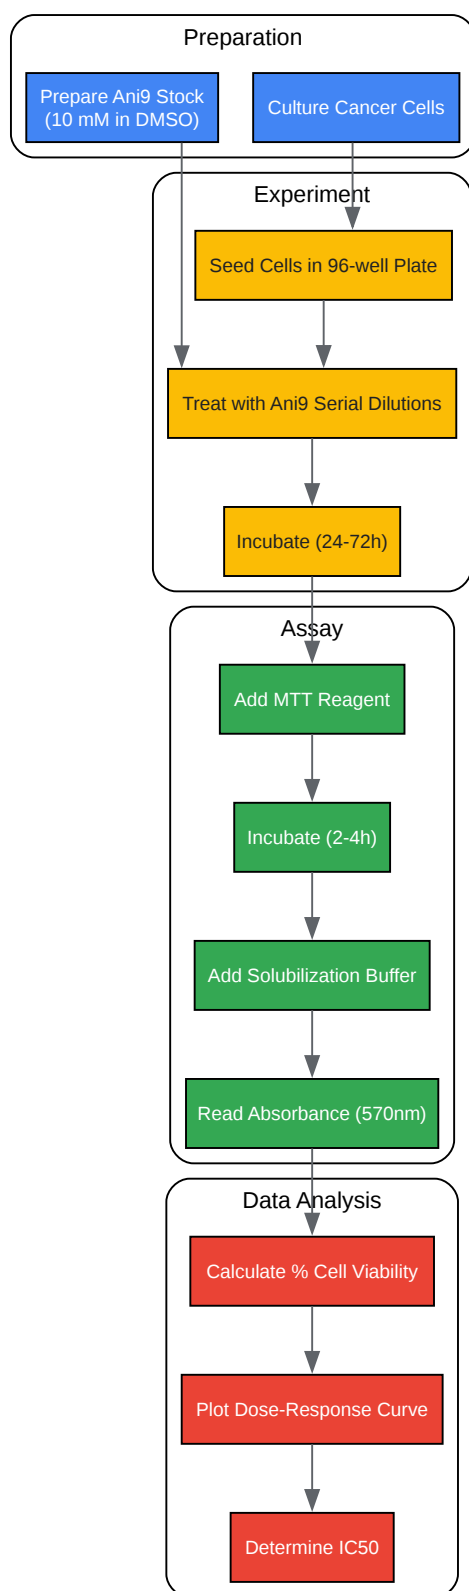 Preparation
Prepare Ani9 Stock
(10 mM in DMSO)
Culture Cancer Cells
Experiment
Seed Cells in 96-well Plate
Treat with Ani9 Serial Dilutions
Incubate (24-72h)
Assay
Add MTT Reagent
Incubate (2-4h)
Add Solubilization Buffer
Read Absorbance (570nm)
Data Analysis
Calculate % Cell Viability
Plot Dose-Response Curve
Determine IC50